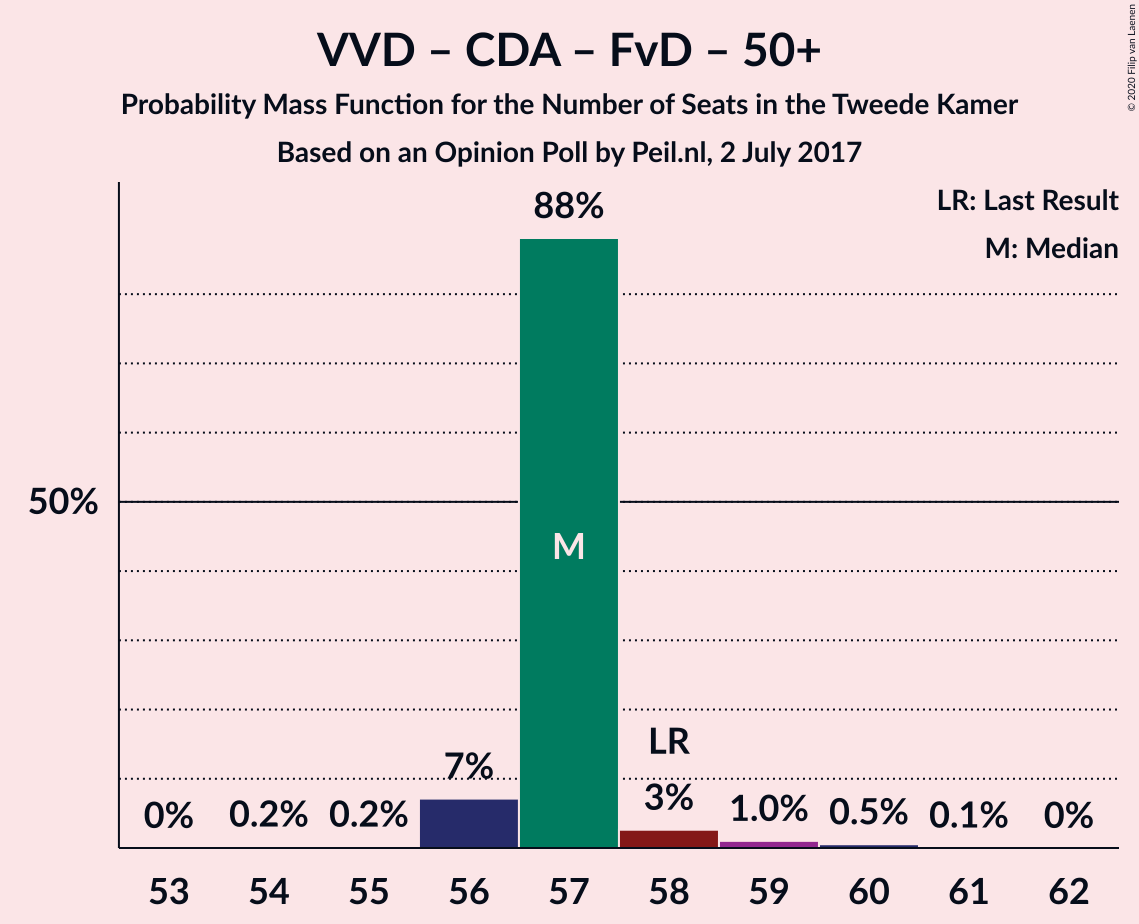 VVD – CDA – FvD – 50+
Probability Mass Function for the Number of Seats in the Tweede Kamer
Based on an Opinion Poll by Peil.nl, 2 July 2017
© 2020 Filip van Laenen
LR: Last Result
M: Median
88%
50%
M
LR
7%
3%
0%
0.2%
0.2%
1.0%
0.5%
0.1%
0%
53 54 55 56 57 58 59 60 61 62